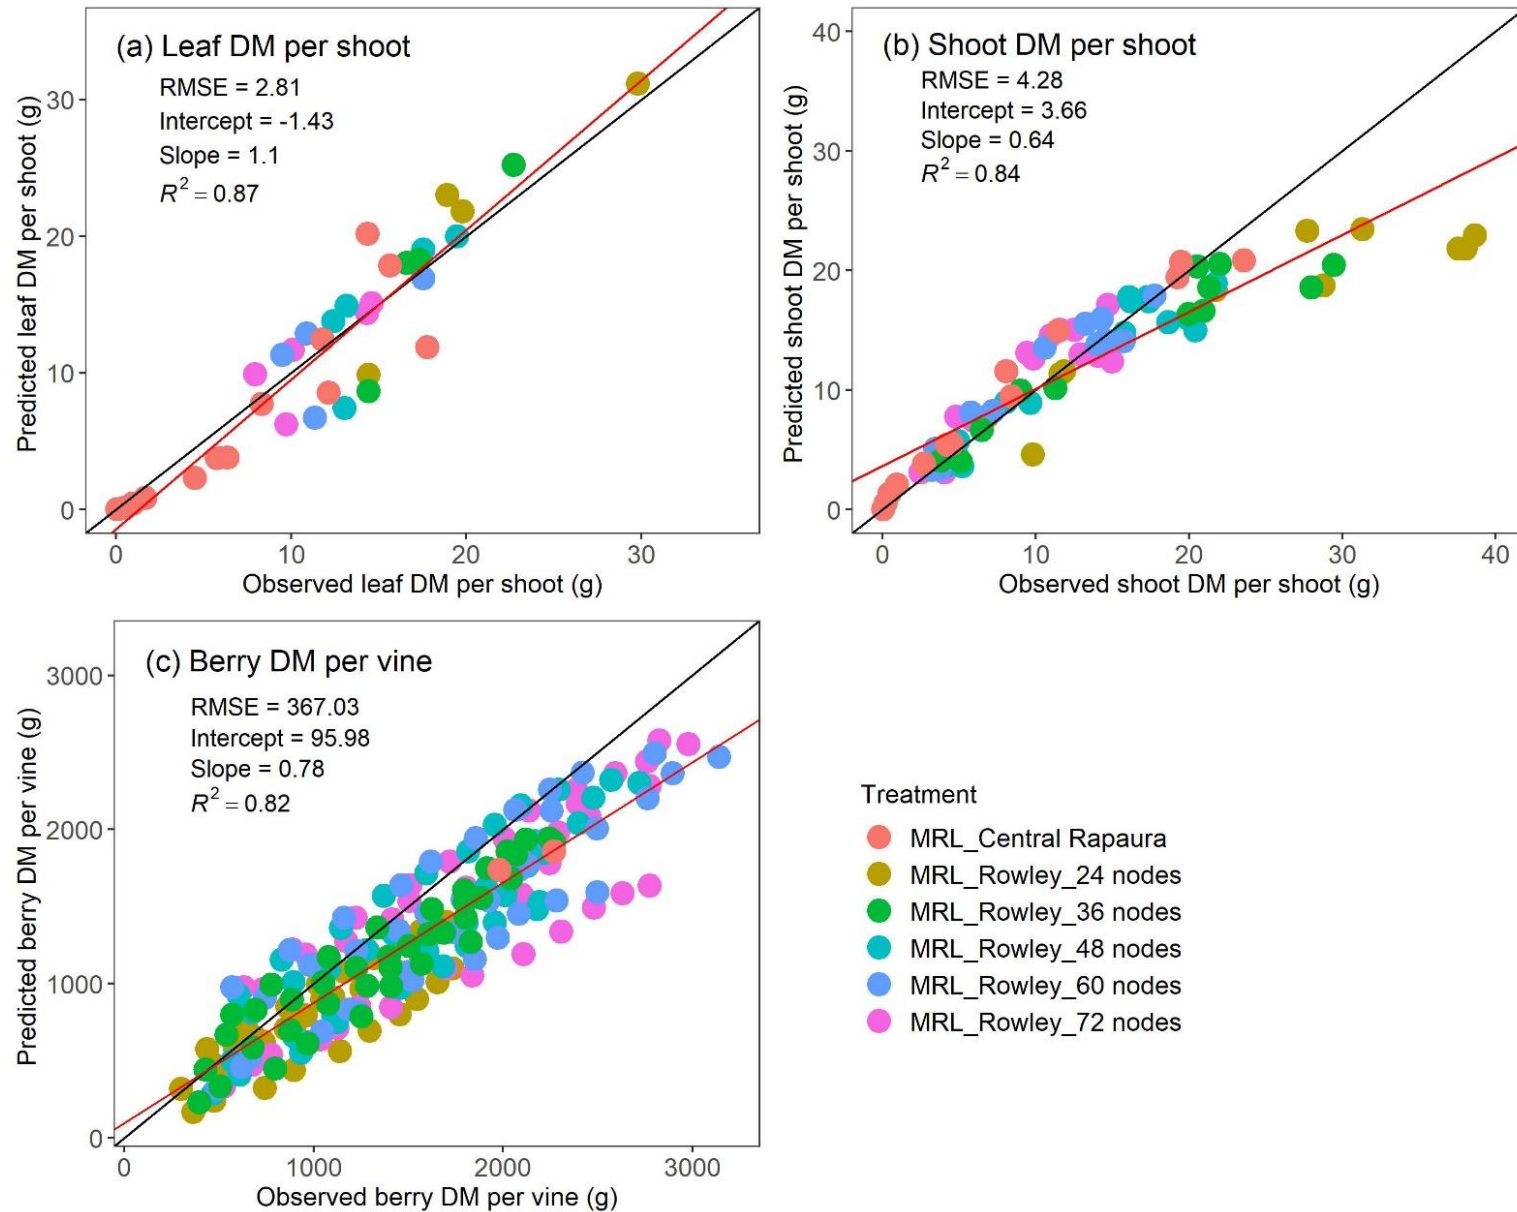 (a) Leaf DM per shoot
RMSE = 2.81
Intercept = -1.43
Slope = 1.1
R² = 0.87
Predicted leaf DM per shoot (g)
30
20
10
0
0 10 20 30
Observed leaf DM per shoot (g)
(b) Shoot DM per shoot
RMSE = 4.28
Intercept = 3.66
Slope = 0.64
R² = 0.84
Predicted shoot DM per shoot (g)
40
30
20
10
0
0 10 20 30 40
Observed shoot DM per shoot (g)
(c) Berry DM per vine
RMSE = 367.03
Intercept = 95.98
Slope = 0.78
R² = 0.82
Predicted berry DM per vine (g)
3000
2000
1000
0
0 1000 2000 3000
Observed berry DM per vine (g)
Treatment
MRL_Central Rapaura
MRL_Rowley_24 nodes
MRL_Rowley_36 nodes
MRL_Rowley_48 nodes
MRL_Rowley_60 nodes
MRL_Rowley_72 nodes